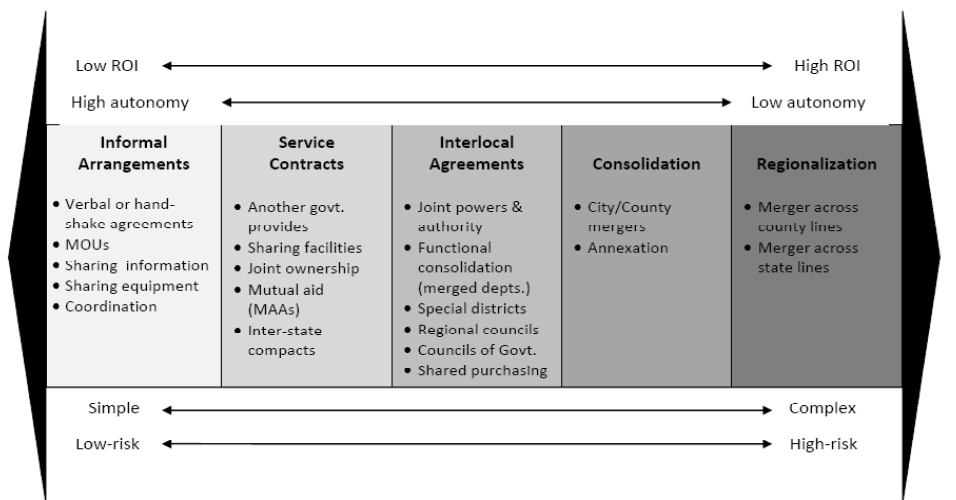 Low ROI High ROI
High autonomy Low autonomy
Informal
Arrangements
• Verbal or hand-
shake agreements
• MOUs
• Sharing information
• Sharing equipment
• Coordination
Service
Contracts
• Another govt.
provides
• Sharing facilities
• Joint ownership
• Mutual aid
(MAAs)
• Inter-state
compacts
Interlocal
Agreements
• Joint powers &
authority
• Functional
consolidation
(merged depts.)
• Special districts
• Regional councils
• Councils of Govt.
• Shared purchasing
Consolidation
• City/County
mergers
• Annexation
Regionalization
• Merger across
county lines
• Merger across
state lines
Simple Complex
Low-risk High-risk